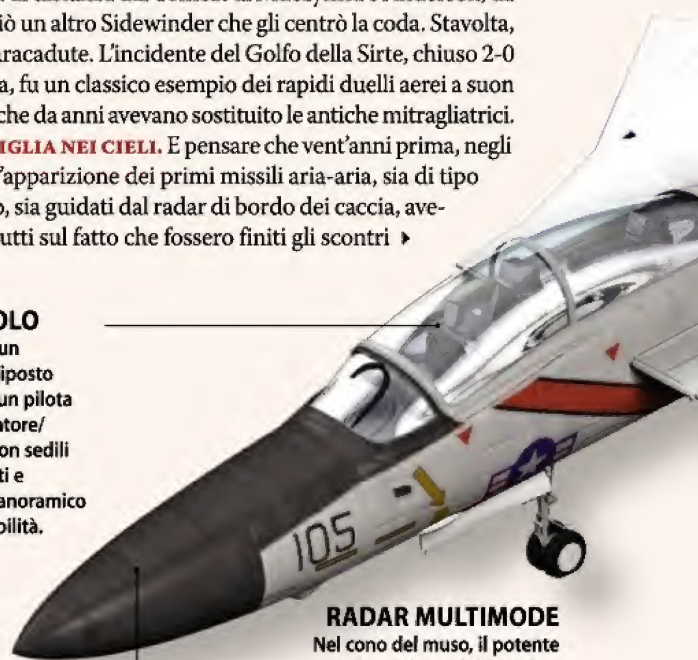 iò un altro Sidewinder che gli centrò la coda. Stavolta,
aracadute. L'incidente del Golfo della Sirte, chiuso 2-0
a, fu un classico esempio dei rapidi duelli aerei a suon
che da anni avevano sostituito le antiche mitragliatrici.
IGLIA NEI CIELI. E pensare che vent'anni prima, negli
'apparizione dei primi missili aria-aria, sia di tipo
o, sia guidati dal radar di bordo dei caccia, ave-
utti sul fatto che fossero finiti gli scontri
OLO
un
iposto
un pilota
atore/
on sedili
ti e
anoramico
bilità.
105
RADAR MULTIMODE
Nel cono del muso, il potente